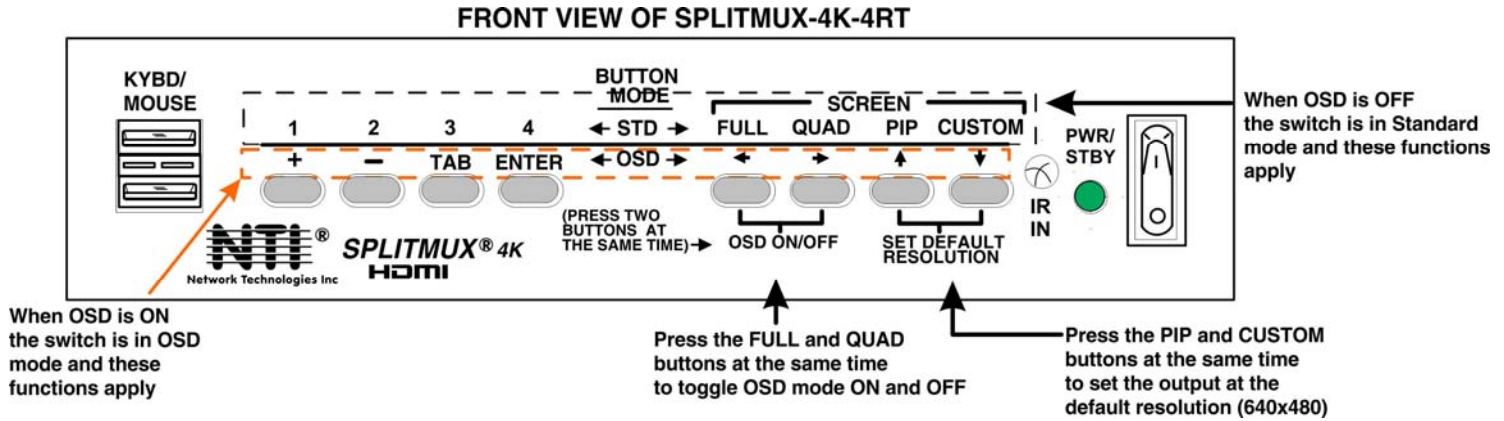 FRONT VIEW OF SPLITMUX-4K-4RT
KYBD/
MOUSE
BUTTON
MODE
SCREEN
1 2 3 4 STD FULL QUAD PIP CUSTOM
+ − TAB ENTER OSD
PWR/
STBY
IR
IN
(PRESS TWO
BUTTONS AT
THE SAME TIME)
OSD ON/OFF
SET DEFAULT
RESOLUTION
NTI®
Network Technologies Inc
SPLITMUX® 4K
HDMI
When OSD is OFF
the switch is in Standard
mode and these functions
apply
When OSD is ON
the switch is in OSD
mode and these
functions apply
Press the FULL and QUAD
buttons at the same time
to toggle OSD mode ON and OFF
Press the PIP and CUSTOM
buttons at the same time
to set the output at the
default resolution (640x480)